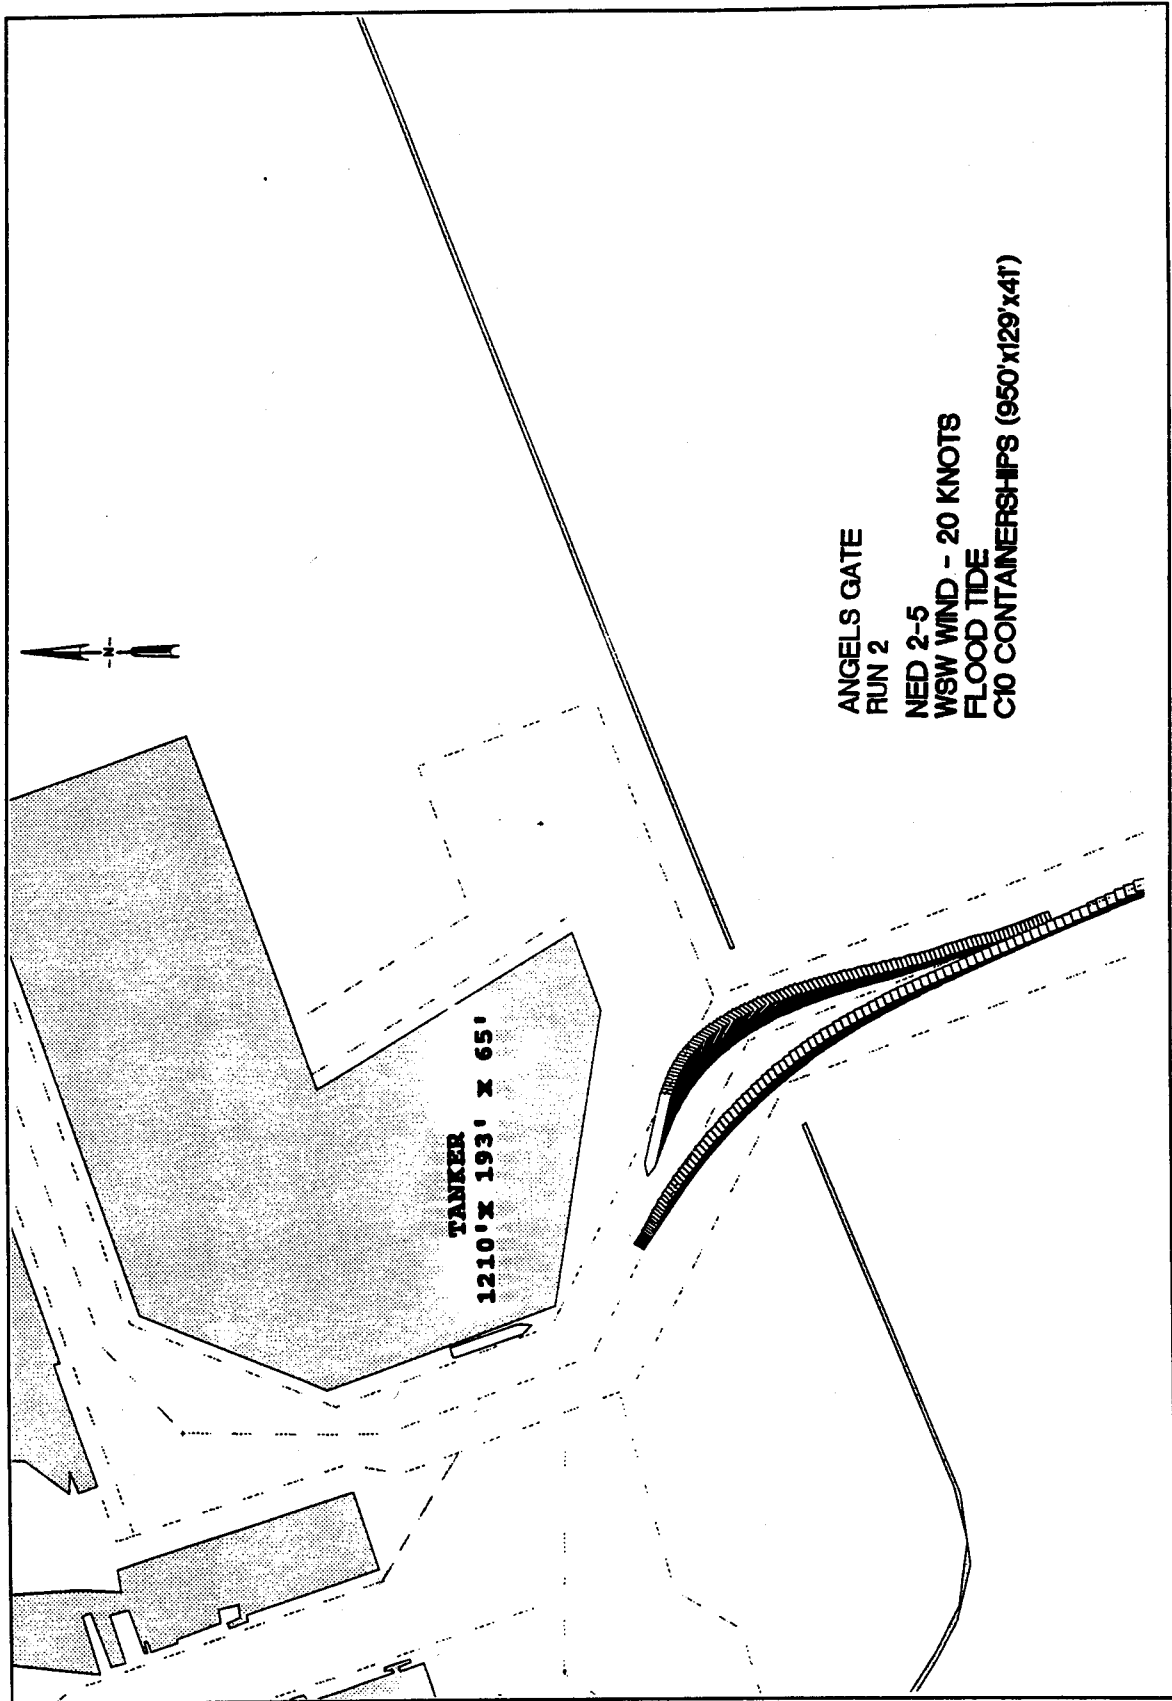 -N-
TANKER
1210'X 193' X 65'
ANGELS GATE
RUN 2
NED 2-5
WSW WIND - 20 KNOTS
FLOOD TIDE
C10 CONTAINERSHIPS (950'x129'x41')